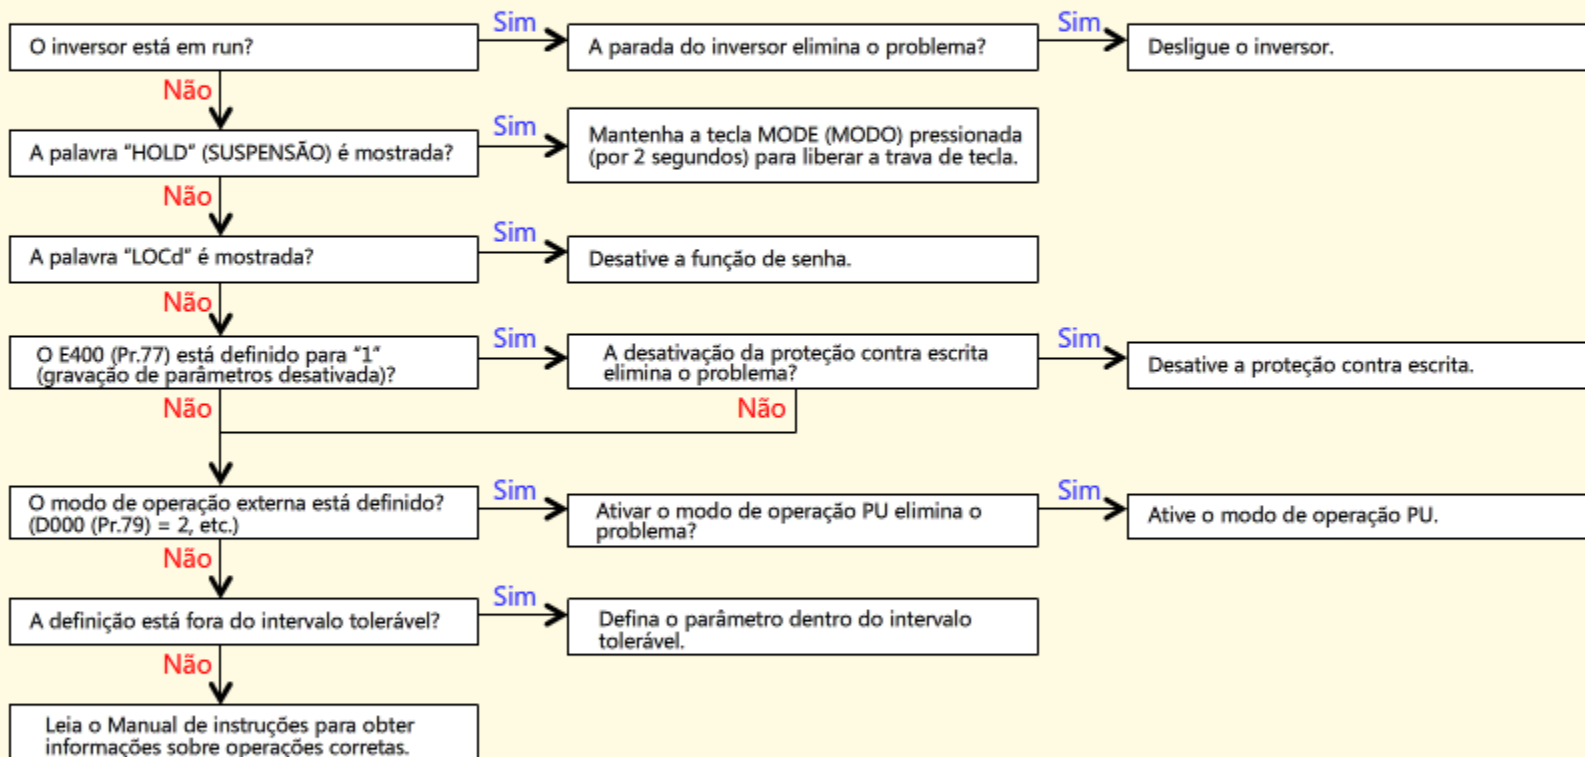 O inversor está em run?
Sim
A parada do inversor elimina o problema?
Sim
Desligue o inversor.
Não
A palavra "HOLD" (SUSPENSÃO) é mostrada?
Sim
Mantenha a tecla MODE (MODO) pressionada
(por 2 segundos) para liberar a trava de tecla.
Não
A palavra "LOCd" é mostrada?
Sim
Desative a função de senha.
Não
O E400 (Pr.77) está definido para "1"
(gravação de parâmetros desativada)?
Sim
A desativação da proteção contra escrita
elimina o problema?
Sim
Desative a proteção contra escrita.
Não
Não
O modo de operação externa está definido?
(D000 (Pr.79) = 2, etc.)
Sim
Ativar o modo de operação PU elimina o
problema?
Sim
Ative o modo de operação PU.
Não
A definição está fora do intervalo tolerável?
Sim
Defina o parâmetro dentro do intervalo
tolerável.
Não
Leia o Manual de instruções para obter
informações sobre operações corretas.